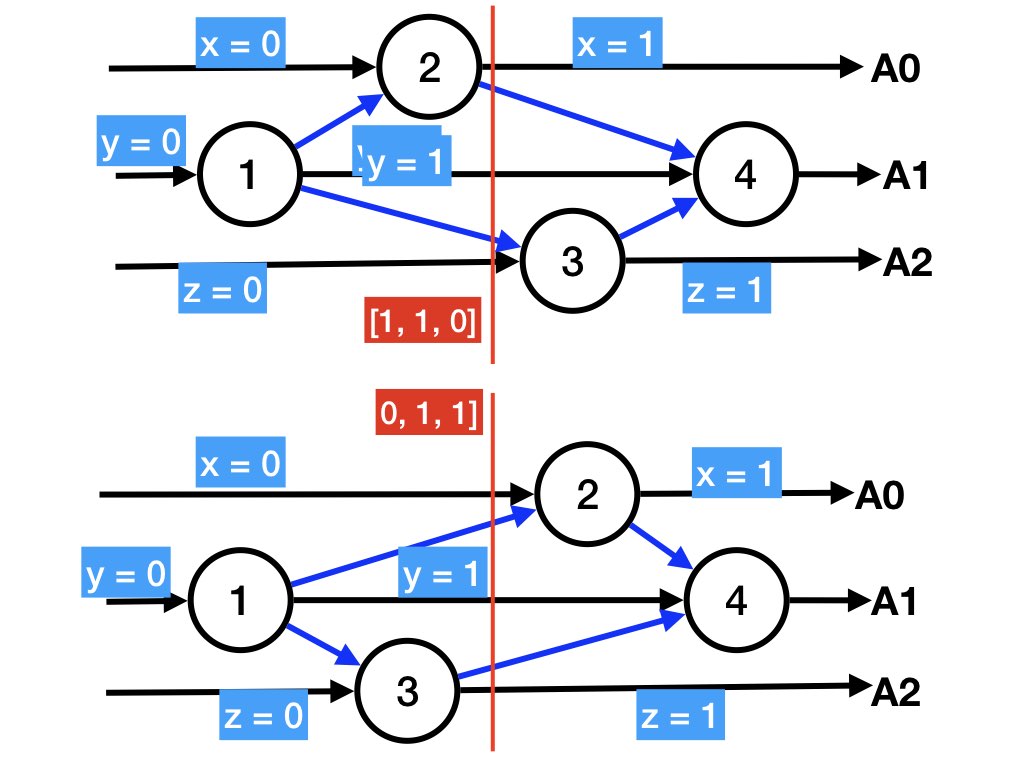 x = 0
2
x = 1
A0
y = 0
1
y = 1
4
A1
z = 0
3
z = 1
A2
[1, 1, 0]
0, 1, 1]
x = 0
2
x = 1
A0
y = 0
1
y = 1
4
A1
z = 0
3
z = 1
A2